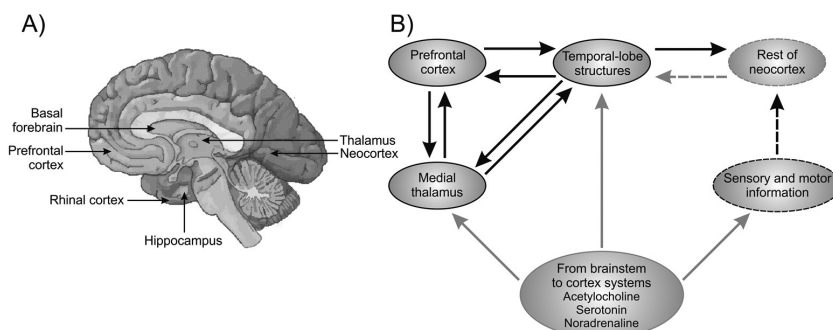 A)
Basal
forebrain
Prefrontal
cortex
Rhinal cortex
Hippocampus
Thalamus
Neocortex
B)
Prefrontal
cortex
Temporal-lobe
structures
Rest of
neocortex
Medial
thalamus
Sensory and motor
information
From brainstem
to cortex systems
Acetylocholine
Serotonin
Noradrenaline